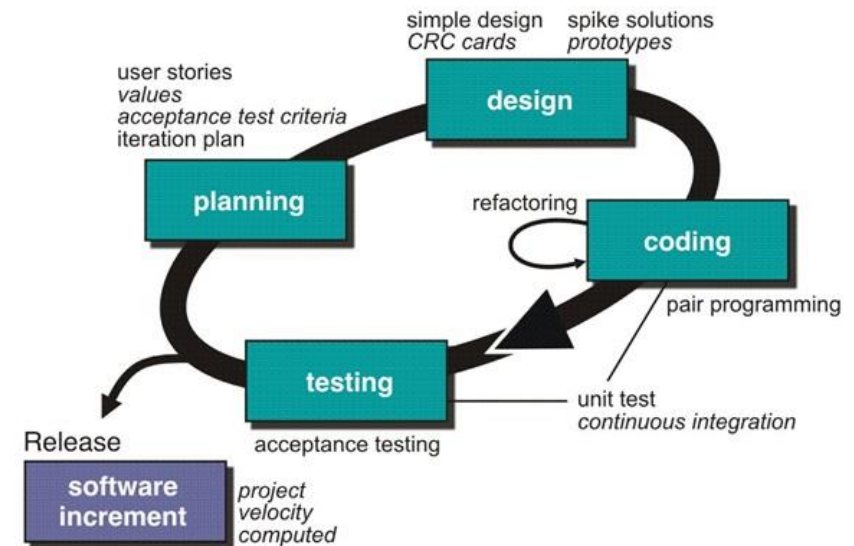 simple design
CRC cards
spike solutions
prototypes
user stories
values
acceptance test criteria
iteration plan
design
planning
refactoring
coding
pair programming
testing
unit test
continuous integration
acceptance testing
Release
software
increment
project
velocity
computed